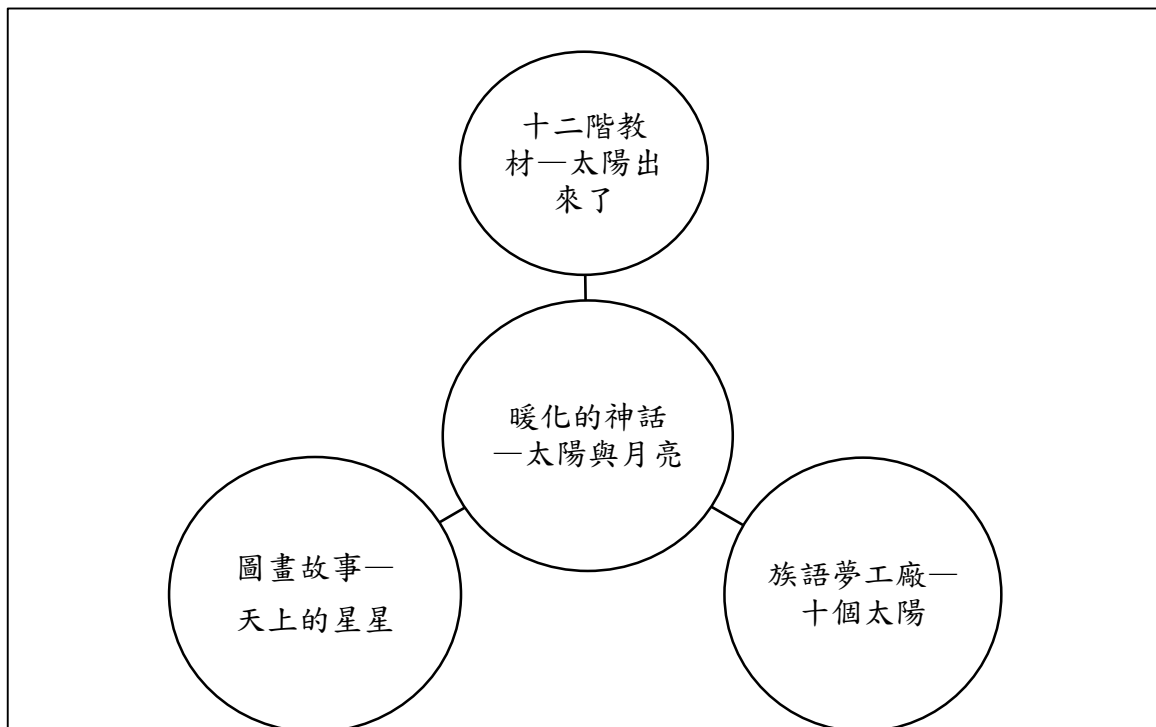 十二階教
材—太陽出
來了
暖化的神話
—太陽與月亮
圖畫故事—
天上的星星
族語夢工廠—
十個太陽